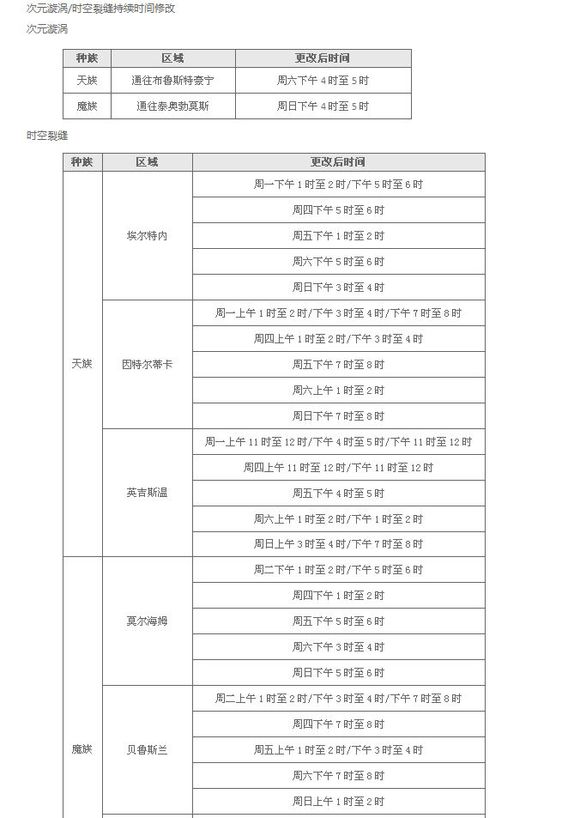 次元漩涡/时空裂缝持续时间修改
次元漩涡
种族 区域 更改后时间
天族 通往布鲁斯特豪宁 周六下午 4 时至 5 时
魔族 通往泰奥勃莫斯 周日下午 4 时至 5 时
时空裂缝
种族 区域 更改后时间
周一下午 1 时至 2 时/下午 5 时至 6 时
周四下午 5 时至 6 时
埃尔特内 周五下午 1 时至 2 时
周六下午 5 时至 6 时
周日下午 3 时至 4 时
周一上午 1 时至 2 时/下午 3 时至 4 时/下午 7 时至 8 时
周四上午 1 时至 2 时/下午 3 时至 4 时
天族 因特尔蒂卡 周五下午 7 时至 8 时
周六上午 1 时至 2 时
周日下午 7 时至 8 时
周一上午 11 时至 12 时/下午 4 时至 5 时/下午 11 时至 12 时
周四上午 11 时至 12 时/下午 11 时至 12 时
英吉斯温 周五下午 4 时至 5 时
周六上午 1 时至 2 时/下午 1 时至 2 时
周日上午 3 时至 4 时/下午 7 时至 8 时
周二下午 1 时至 2 时/下午 5 时至 6 时
周四下午 1 时至 2 时
莫尔海姆 周五下午 5 时至 6 时
周六下午 3 时至 4 时
周日下午 5 时至 6 时
周二上午 1 时至 2 时/下午 3 时至 4 时/下午 7 时至 8 时
周四下午 7 时至 8 时
魔族 贝鲁斯兰 周五上午 1 时至 2 时/下午 3 时至 4 时
周六下午 7 时至 8 时
周日上午 1 时至 2 时